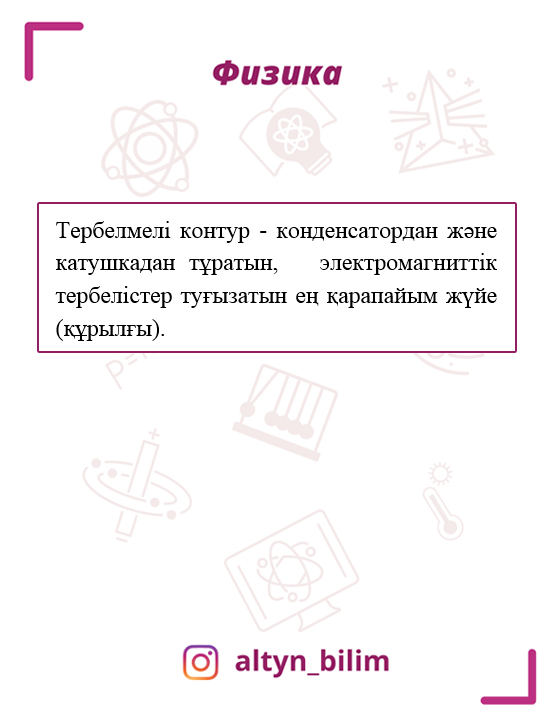 Физика
Тербелмелі контур - конденсатордан және
катушкадан тұратын, электромагниттік
тербелістер туғызатын ең қарапайым жүйе
(құрылғы).
P=
altyn_bilim